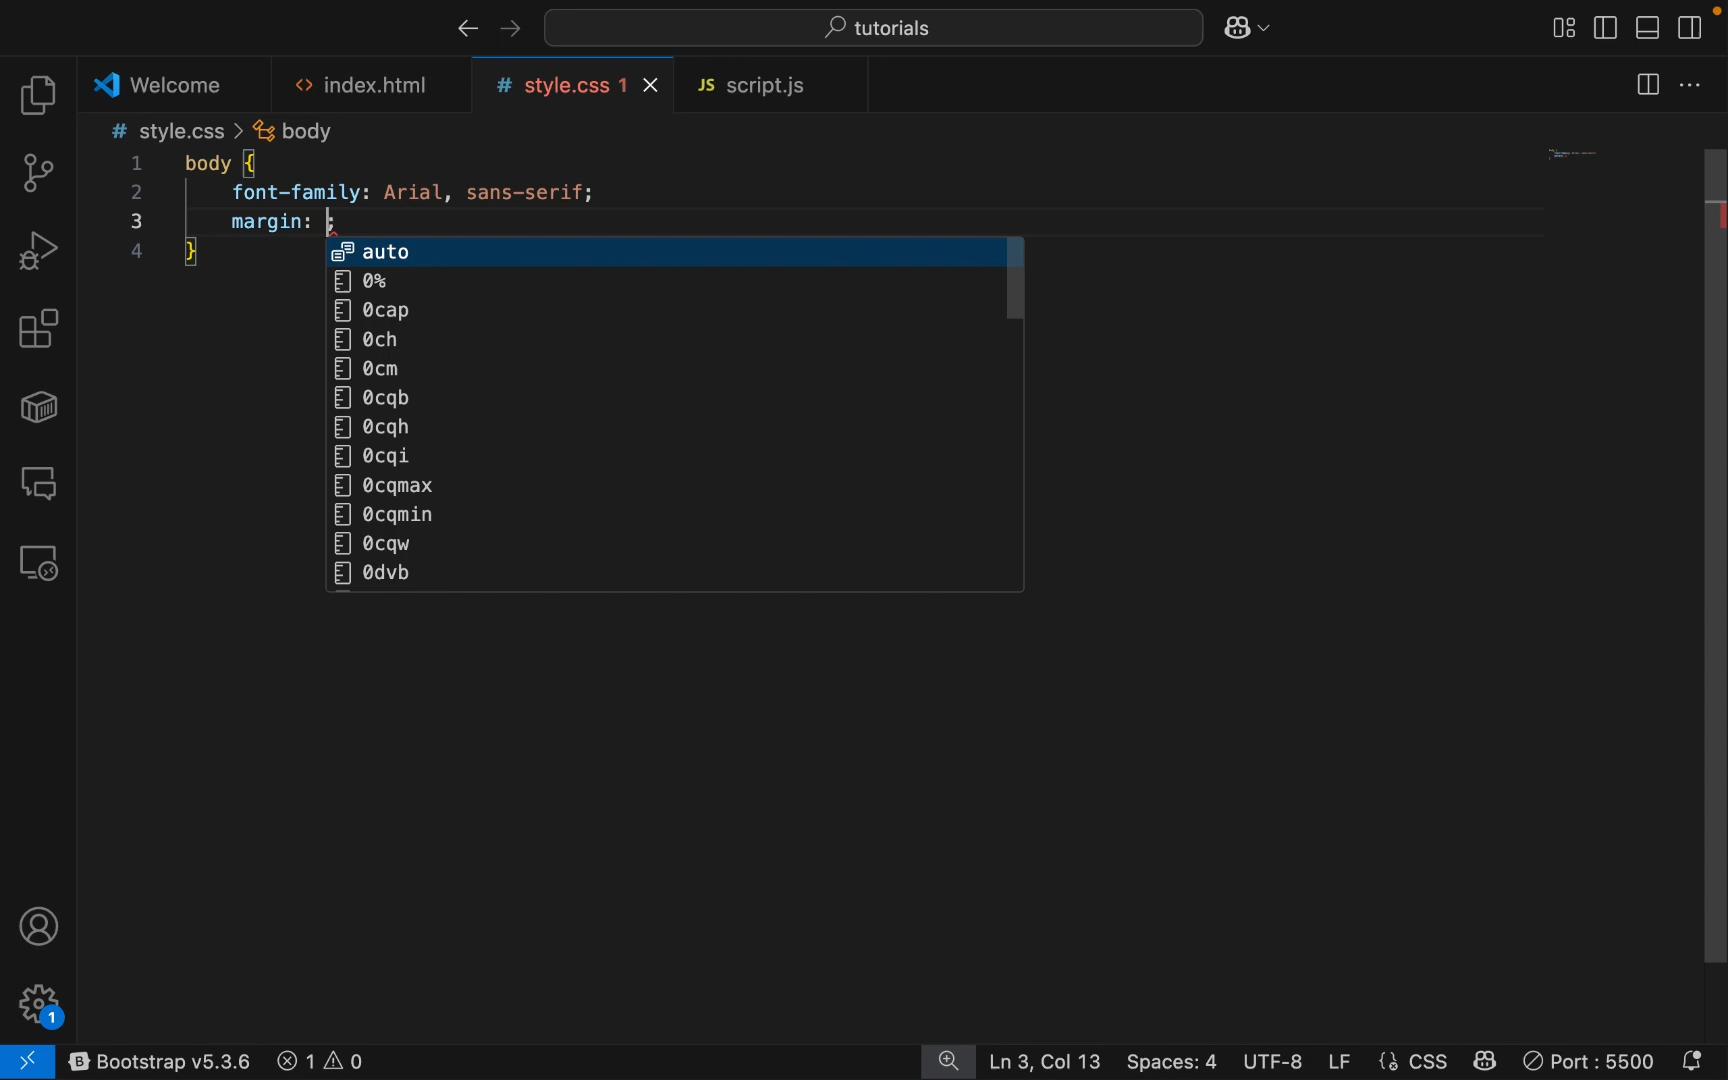 tutorials
Welcome
index.html
style.css 1
JS script.js
# style.css > body
1 body {
2 font-family: Arial, sans-serif;
3 margin: ;
4 }
auto
0%
0cap
0ch
0cm
0cqb
0cqh
0cqi
0cqmax
0cqmin
0cqw
0dvb
1
Bootstrap v5.3.6 1 0 Ln 3, Col 13 Spaces: 4 UTF-8 LF {} CSS Port : 5500